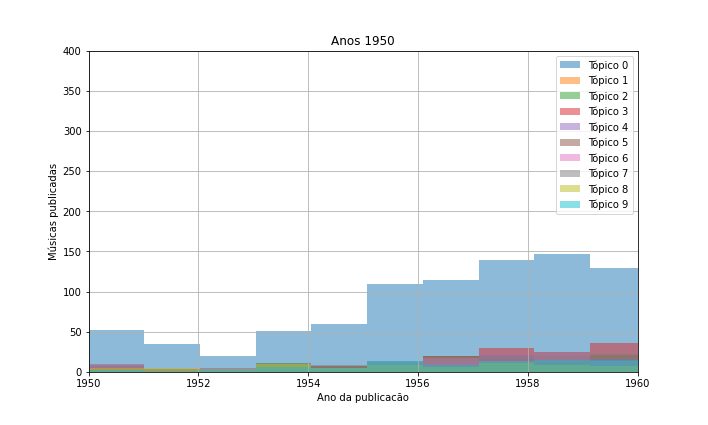 Anos 1950
400
350
300
250
200
150
100
50
0
Músicas publicadas
Tópico 0
Tópico 1
Tópico 2
Tópico 3
Tópico 4
Tópico 5
Tópico 6
Tópico 7
Tópico 8
Tópico 9
1950 1952 1954 1956 1958 1960
Ano da publicacão